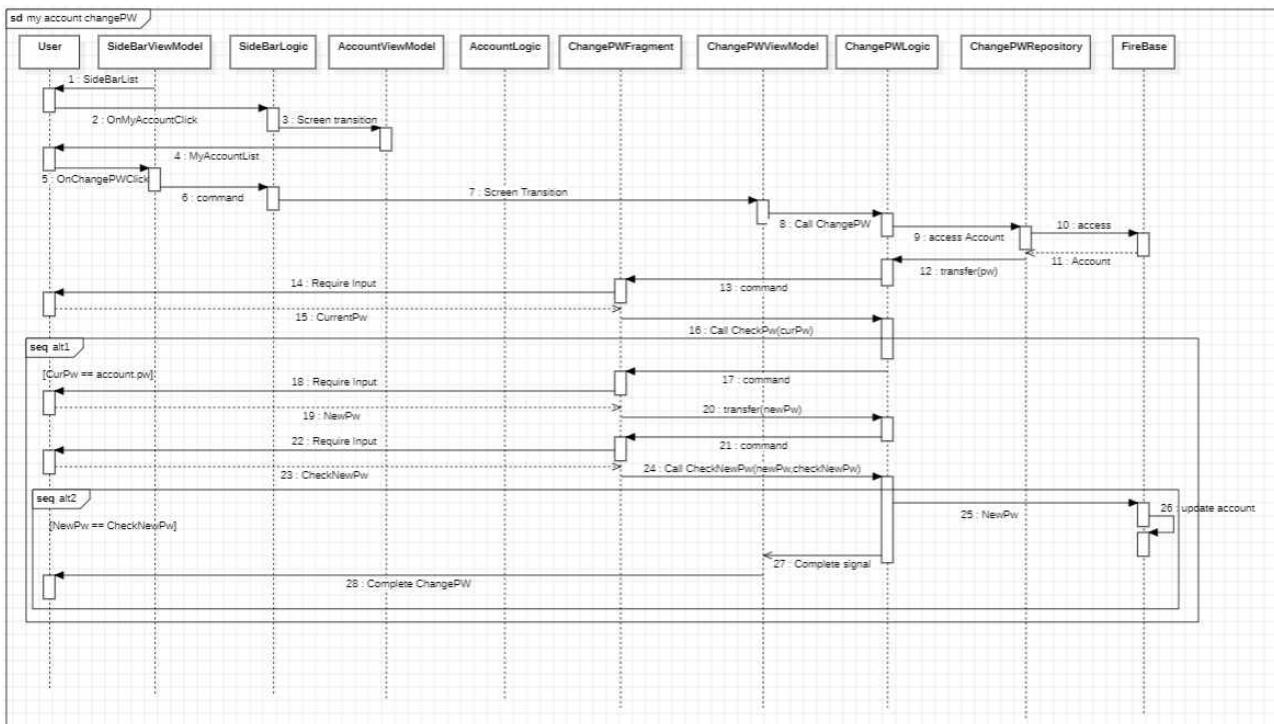 sd my account changePW
User
SideBarViewModel
SideBarLogic
AccountViewModel
AccountLogic
ChangePWFragment
ChangePWViewModel
ChangePWLogic
ChangePWRepository
FireBase
1 : SideBarList
2 : OnMyAccountClick
3 : Screen transition
4 : MyAccountList
5 : OnChangePWClick
6 : command
7 : Screen Transition
8 : Call ChangePW
9 : access Account
10 : access
11 : Account
12 : transfer(pw)
13 : command
14 : Require Input
15 : CurrentPw
16 : Call CheckPw(curPw)
seq alt1
[CurPw == account.pw]
17 : command
18 : Require Input
19 : NewPw
20 : transfer(newPw)
21 : command
22 : Require Input
23 : CheckNewPw
24 : Call CheckNewPw(newPw,checkNewPw)
seq alt2
[NewPw == CheckNewPw]
25 : NewPw
26 : update account
27 : Complete signal
28 : Complete ChangePW